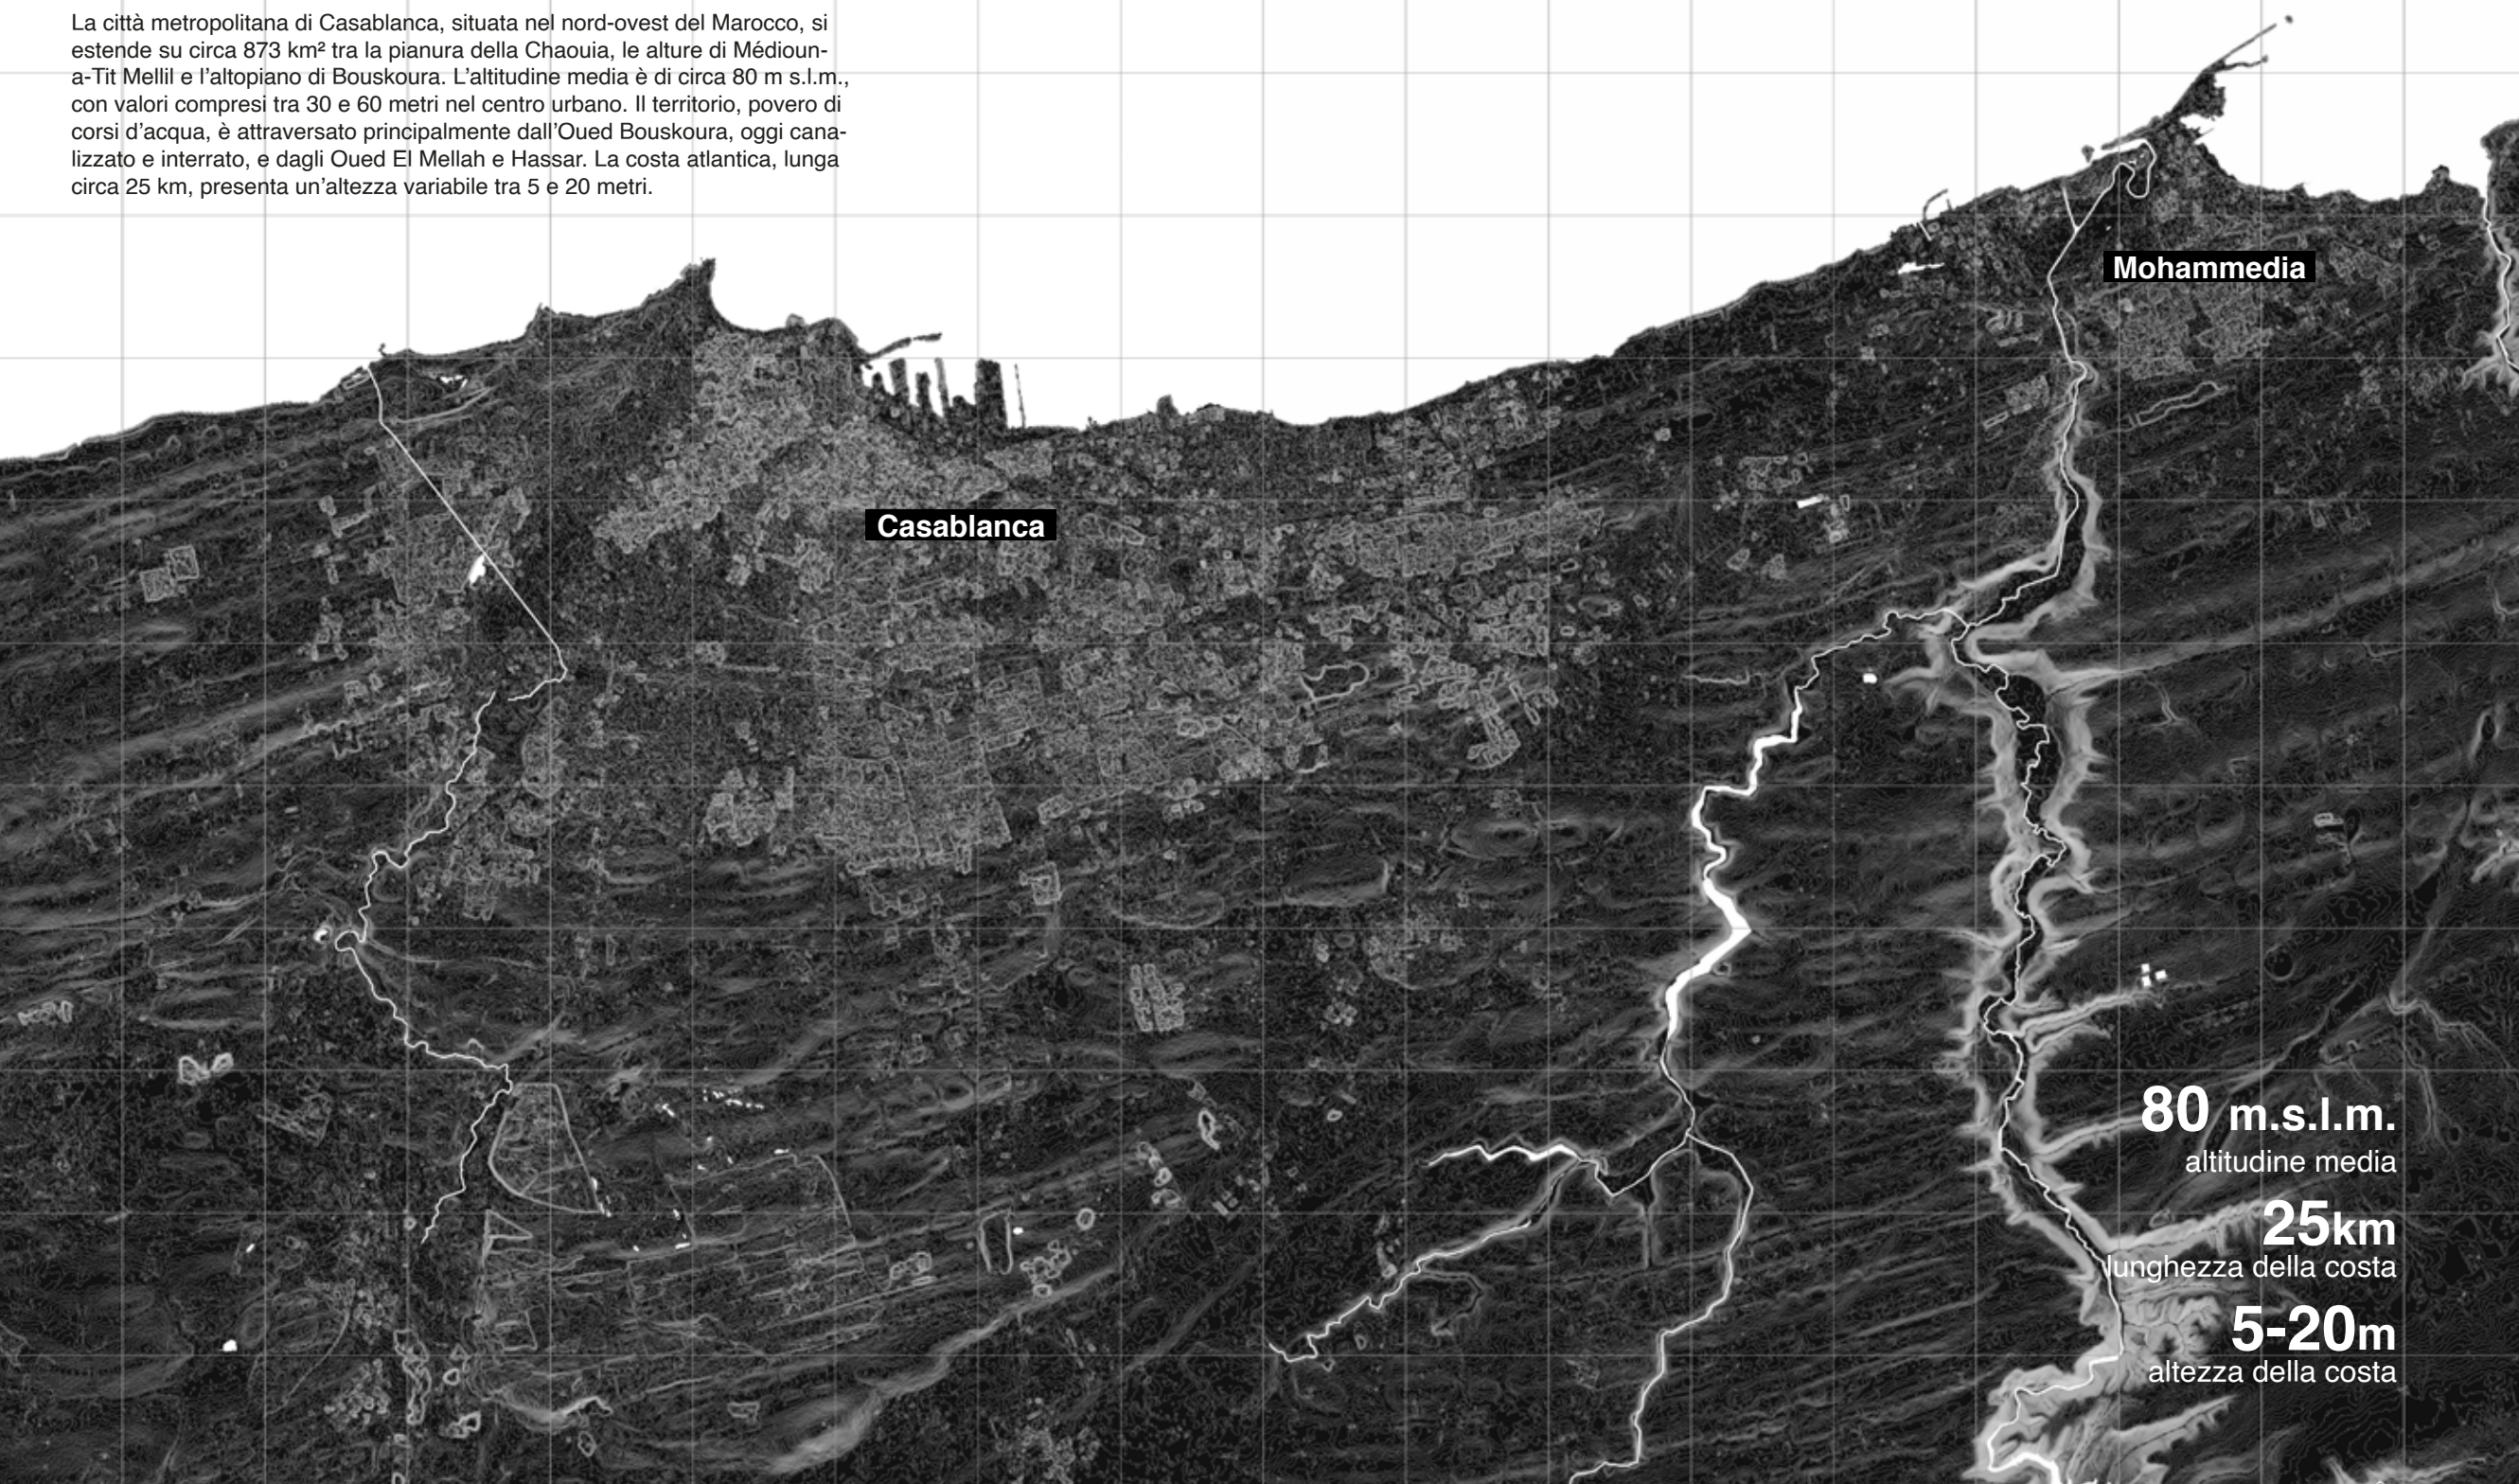 La città metropolitana di Casablanca, situata nel nord-ovest del Marocco, si
estende su circa 873 km² tra la pianura della Chaouia, le alture di Médioun-
a-Tit Mellil e l’altopiano di Bouskoura. L’altitudine media è di circa 80 m s.l.m.,
con valori compresi tra 30 e 60 metri nel centro urbano. Il territorio, povero di
corsi d’acqua, è attraversato principalmente dall’Oued Bouskoura, oggi cana-
lizzato e interrato, e dagli Oued El Mellah e Hassar. La costa atlantica, lunga
circa 25 km, presenta un’altezza variabile tra 5 e 20 metri.
Mohammedia
Casablanca
80 m.s.l.m.
altitudine media
25km
lunghezza della costa
5-20m
altezza della costa